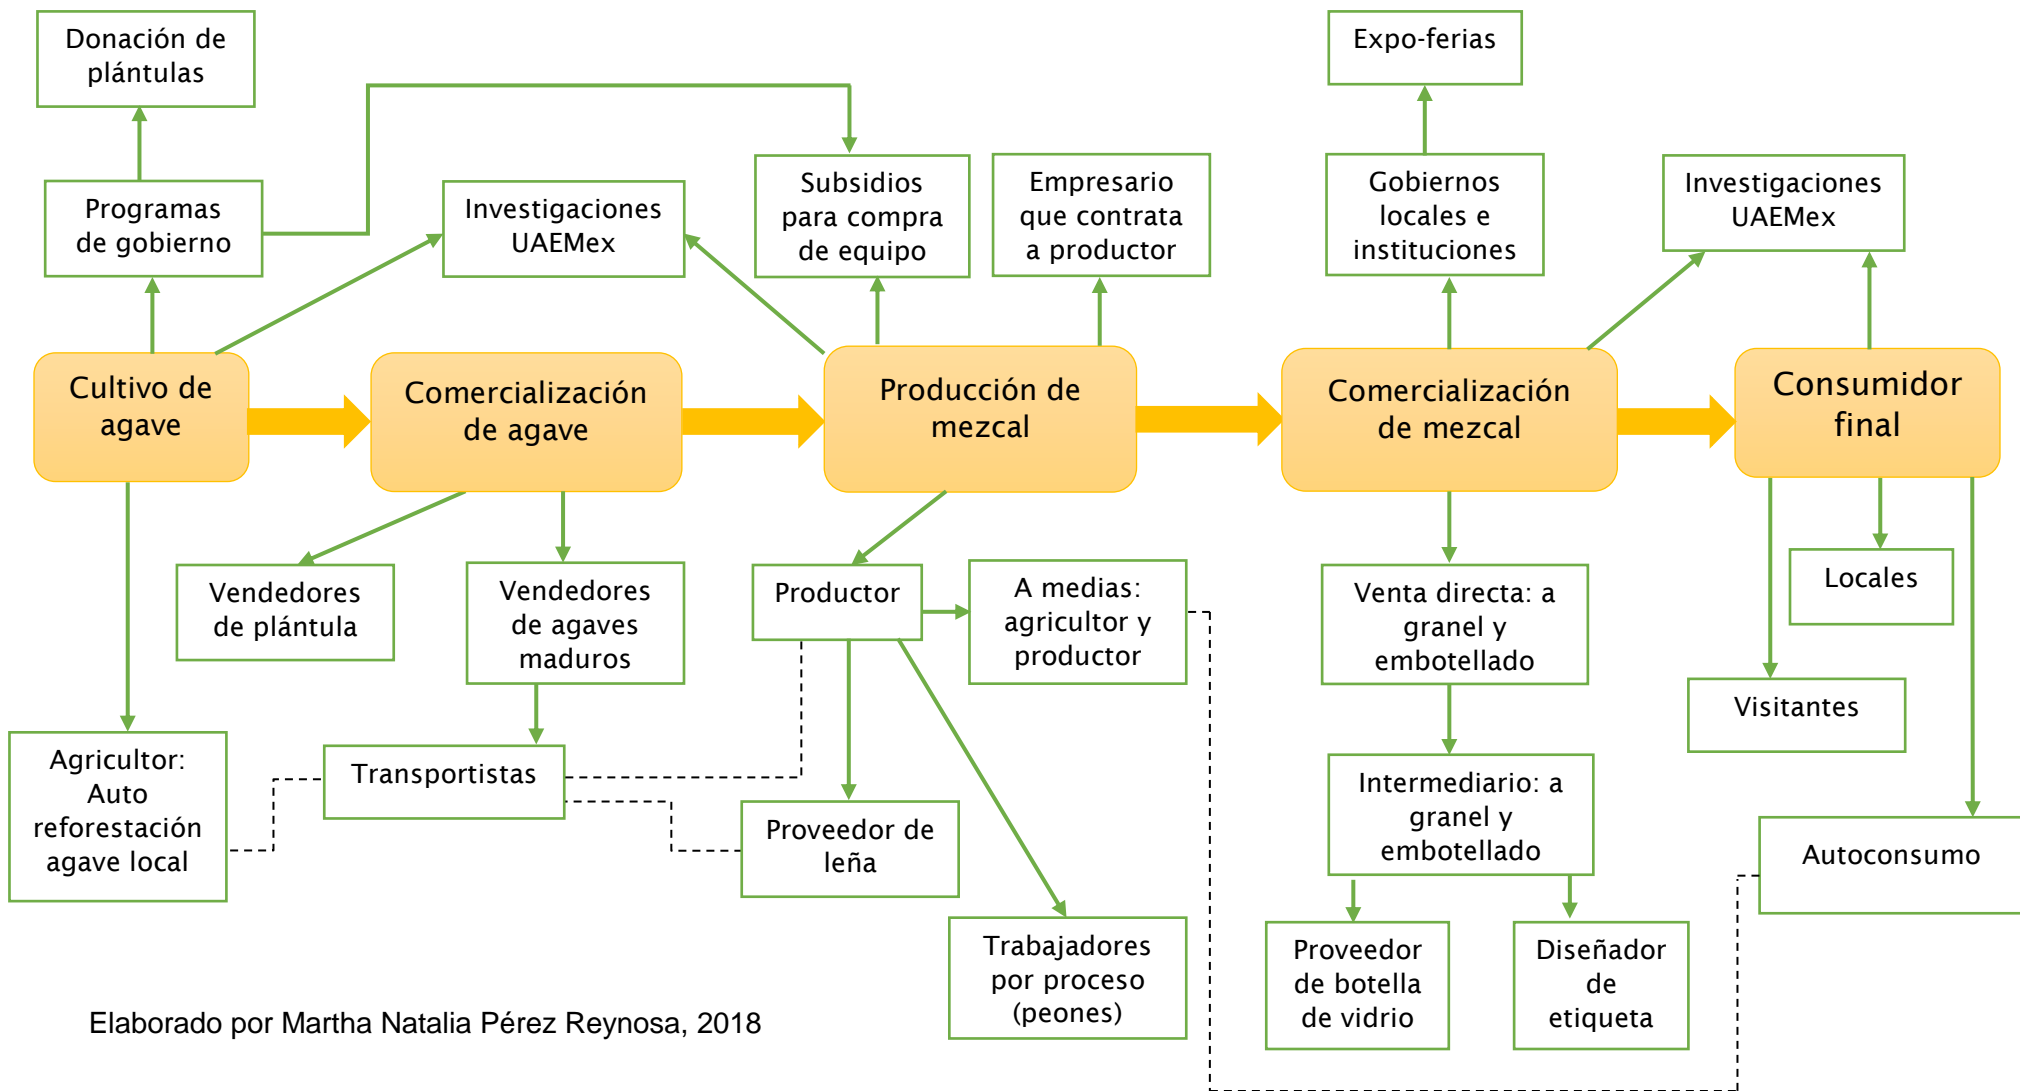 Donación de
plántulas
Expo-ferias
Programas
de gobierno
Investigaciones
UAEMex
Subsidios
para compra
de equipo
Empresario
que contrata
a productor
Gobiernos
locales e
instituciones
Investigaciones
UAEMex
Cultivo de
agave
Comercialización
de agave
Producción de
mezcal
Comercialización
de mezcal
Consumidor
final
Vendedores
de plántula
Vendedores
de agaves
maduros
Productor
A medias:
agricultor y
productor
Venta directa: a
granel y
embotellado
Locales
Visitantes
Agricultor:
Auto
reforestación
agave local
Transportistas
Proveedor de
leña
Intermediario: a
granel y
embotellado
Autoconsumo
Trabajadores
por proceso
(peones)
Proveedor
de botella
de vidrio
Diseñador
de
etiqueta
Elaborado por Martha Natalia Pérez Reynosa, 2018